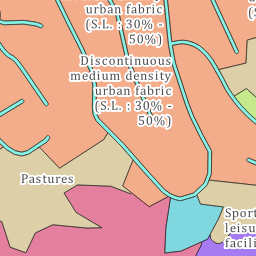 urban fabric
(S.L. : 30% -
50%)
Discontinuous
medium density
urban fabric
(S.L. : 30% -
50%)
Pastures
Sport
leisu
facili